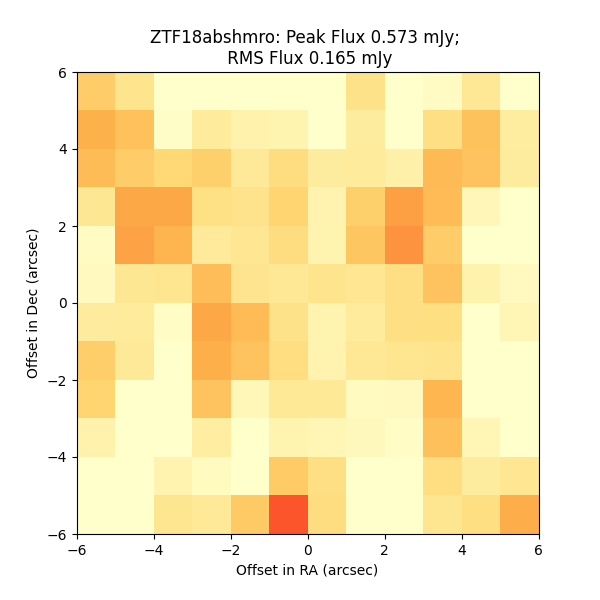 ZTF18abshmro: Peak Flux 0.573 mJy;
RMS Flux 0.165 mJy
6
4
2
0
−2
−4
−6
Offset in Dec (arcsec)
−6 −4 −2 0 2 4 6
Offset in RA (arcsec)